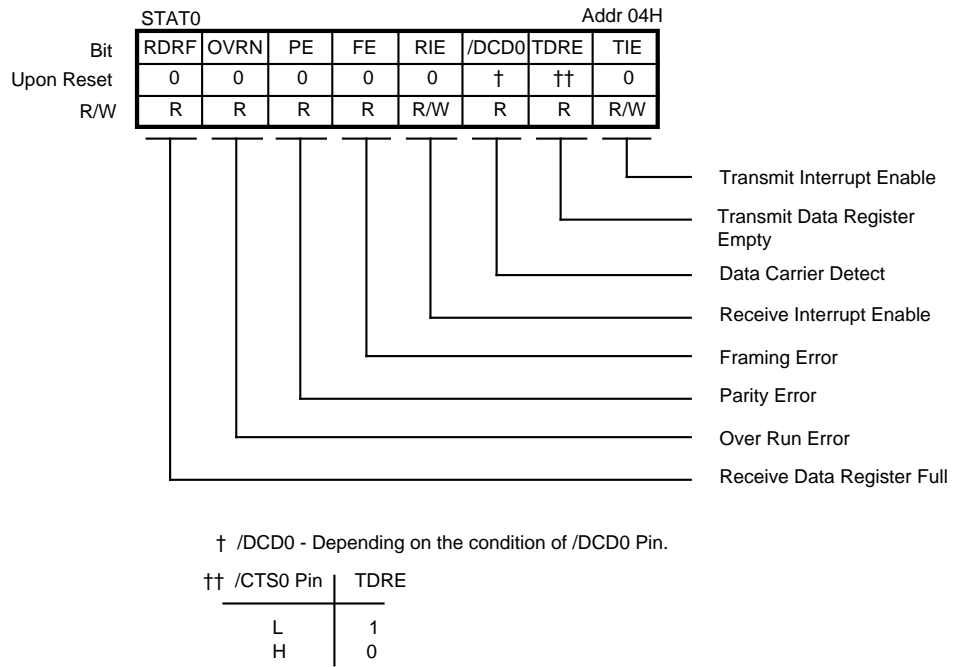 STAT0 Addr 04H
Bit RDRF OVRN PE FE RIE /DCD0 TDRE TIE
Upon Reset 0 0 0 0 0 † †† 0
R/W R R R R R/W R R R/W
Transmit Interrupt Enable
Transmit Data Register
Empty
Data Carrier Detect
Receive Interrupt Enable
Framing Error
Parity Error
Over Run Error
Receive Data Register Full
† /DCD0 - Depending on the condition of /DCD0 Pin.
†† /CTS0 Pin TDRE
L 1
H 0